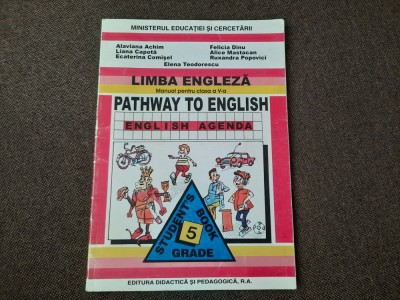 MINISTERUL EDUCAȚIEI ȘI CERCETĂRII
Alaviana Achim
Liana Capotă
Ecaterina Comișel
Felicia Dinu
Alice Mastacan
Ruxandra Popovici
Elena Teodorescu
LIMBA ENGLEZĂ
Manual pentru clasa a V-a
PATHWAY TO ENGLISH
ENGLISH AGENDA
STUDENT'S
BOOK
5
GRADE
EDITURA DIDACTICĂ ȘI PEDAGOGICĂ, R.A.